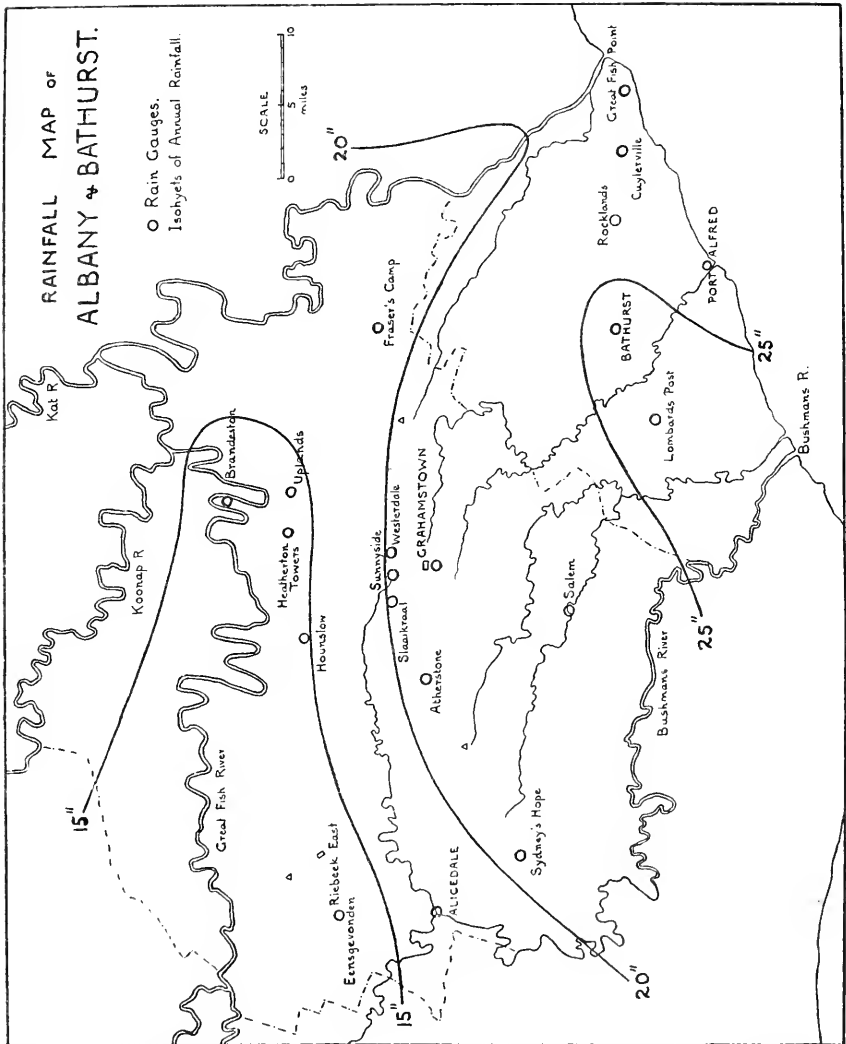 RAINFALL MAP OF
ALBANY & BATHURST.
O Rain Gauges.
Isohyets of Annual Rainfall.
SCALE
0 5 10
miles
Kat R
Koonap R
Brandeston
Uplands
Heatherton
Towers
Hounslow
Great Fish River
15"
Riebeek East
Eensgevonden
15"
20"
Fraser's Camp
Sunnyside
Westerdale
GRAHAMSTOWN
Slaaikraal
Atherstone
ALICEDALE
Salem
Sydney's Hope
20"
Great Fish Point
Cuylerville
Rocklands
PORT ALFRED
BATHURST
25"
Lombards Post
Bushmans R.
25"
Bushmans River